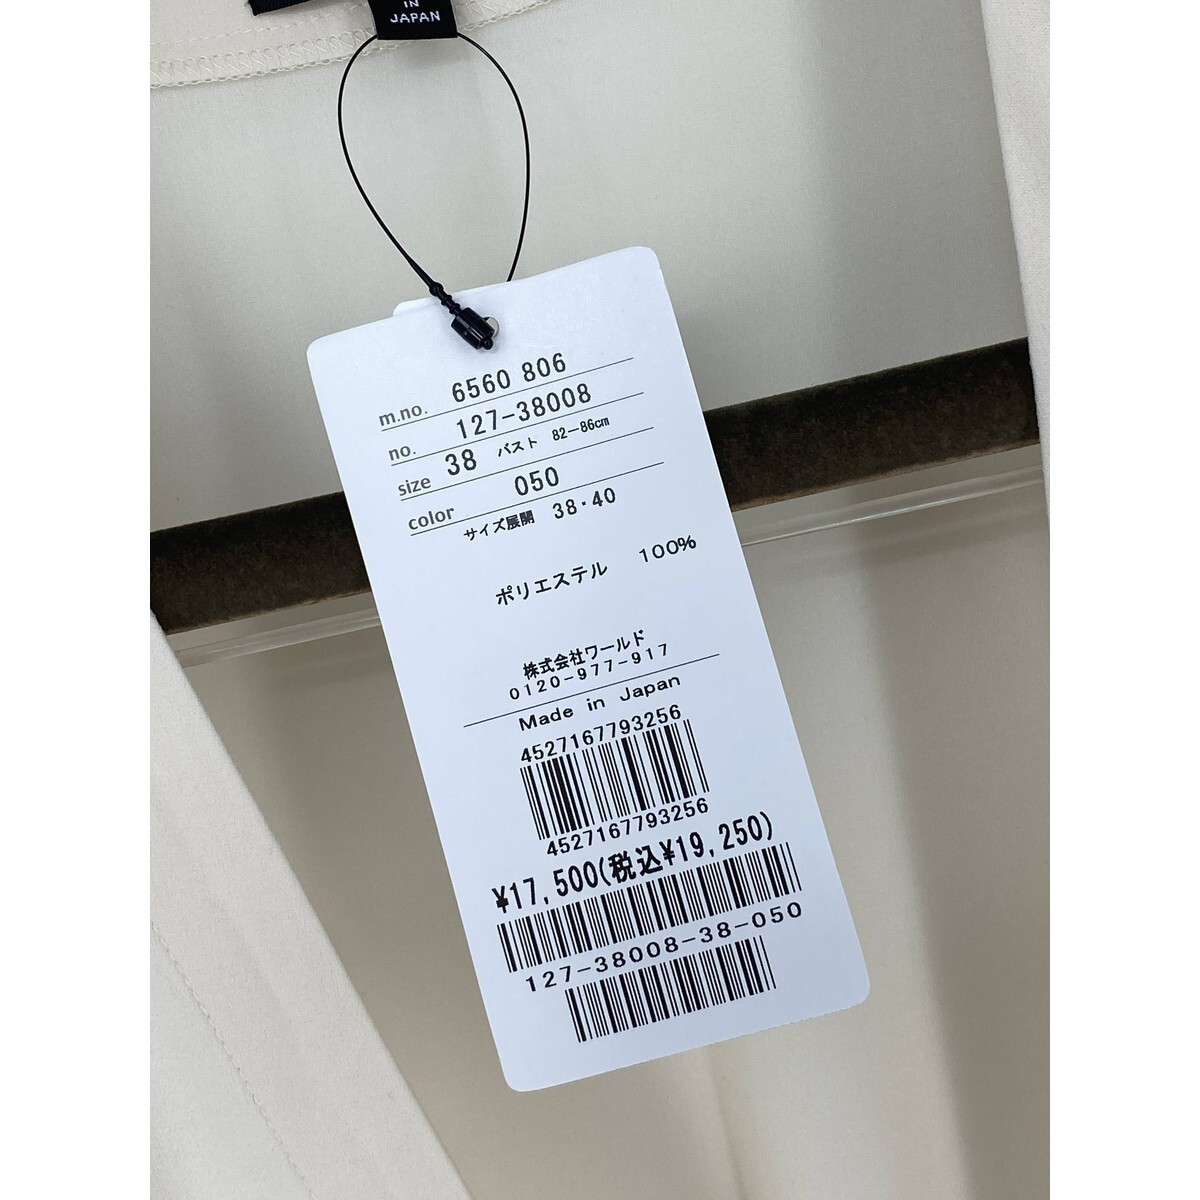 IN
JAPAN
m.no. 6560 806
no. 127-38008
size 38 バスト 82-86cm
color 050
サイズ展開 38・40
ポリエステル 100%
株式会社ワールド
0120-977-917
Made in Japan
4527167793256
4527167793256
¥17,500(税込¥19,250)
127-38008-38-050